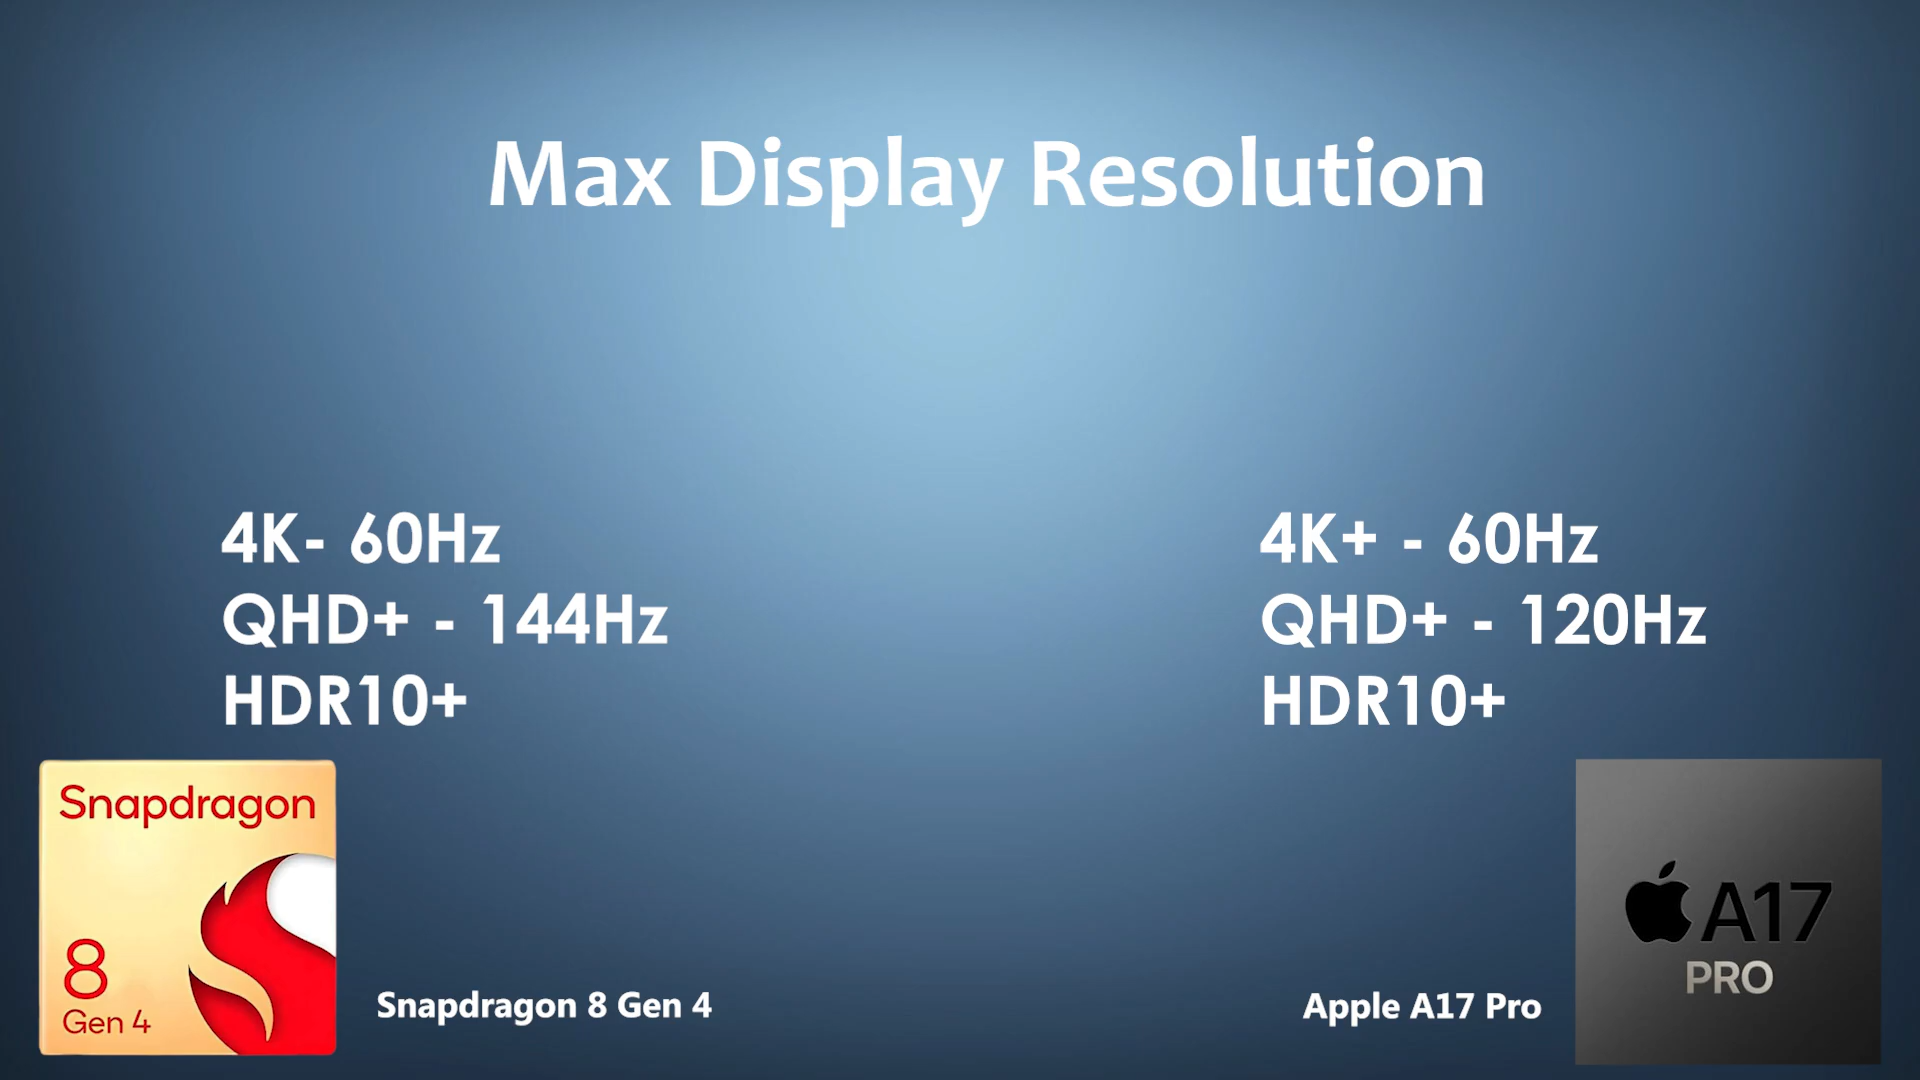 Max Display Resolution
4K- 60Hz
QHD+ - 144Hz
HDR10+
4K+ - 60Hz
QHD+ - 120Hz
HDR10+
Snapdragon
8
Gen 4
Snapdragon 8 Gen 4
Apple A17 Pro
A17
PRO